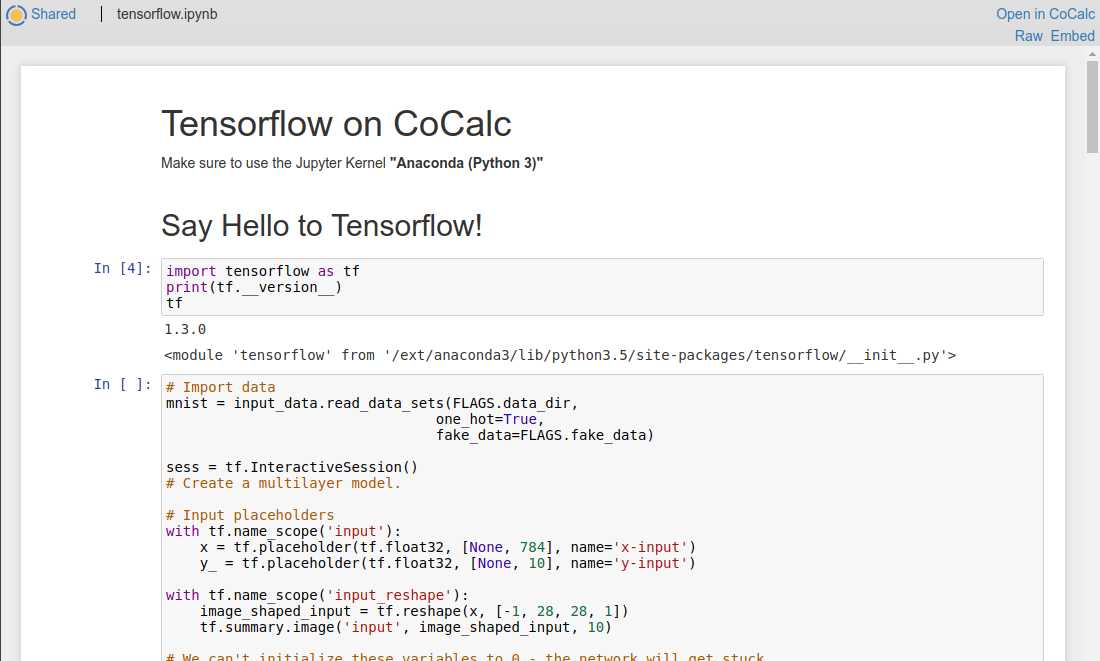 Shared | tensorflow.ipynb Open in CoCalc
Raw Embed
Tensorflow on CoCalc
Make sure to use the Jupyter Kernel "Anaconda (Python 3)"
Say Hello to Tensorflow!
In [4]: import tensorflow as tf
print(tf.__version__)
tf
1.3.0
<module 'tensorflow' from '/ext/anaconda3/lib/python3.5/site-packages/tensorflow/__init__.py'>
In [ ]: # Import data
mnist = input_data.read_data_sets(FLAGS.data_dir,
                                one_hot=True,
                                fake_data=FLAGS.fake_data)
sess = tf.InteractiveSession()
# Create a multilayer model.
# Input placeholders
with tf.name_scope('input'):
    x = tf.placeholder(tf.float32, [None, 784], name='x-input')
    y_ = tf.placeholder(tf.float32, [None, 10], name='y-input')
with tf.name_scope('input_reshape'):
    image_shaped_input = tf.reshape(x, [-1, 28, 28, 1])
    tf.summary.image('input', image_shaped_input, 10)
# We can't initialize these variables to 0 - the network will get stuck.